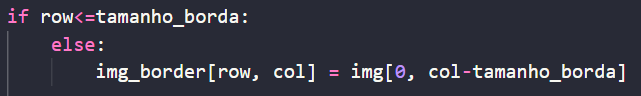 if row<=tamanho_borda:
    else:
        img_border[row, col] = img[0, col-tamanho_borda]